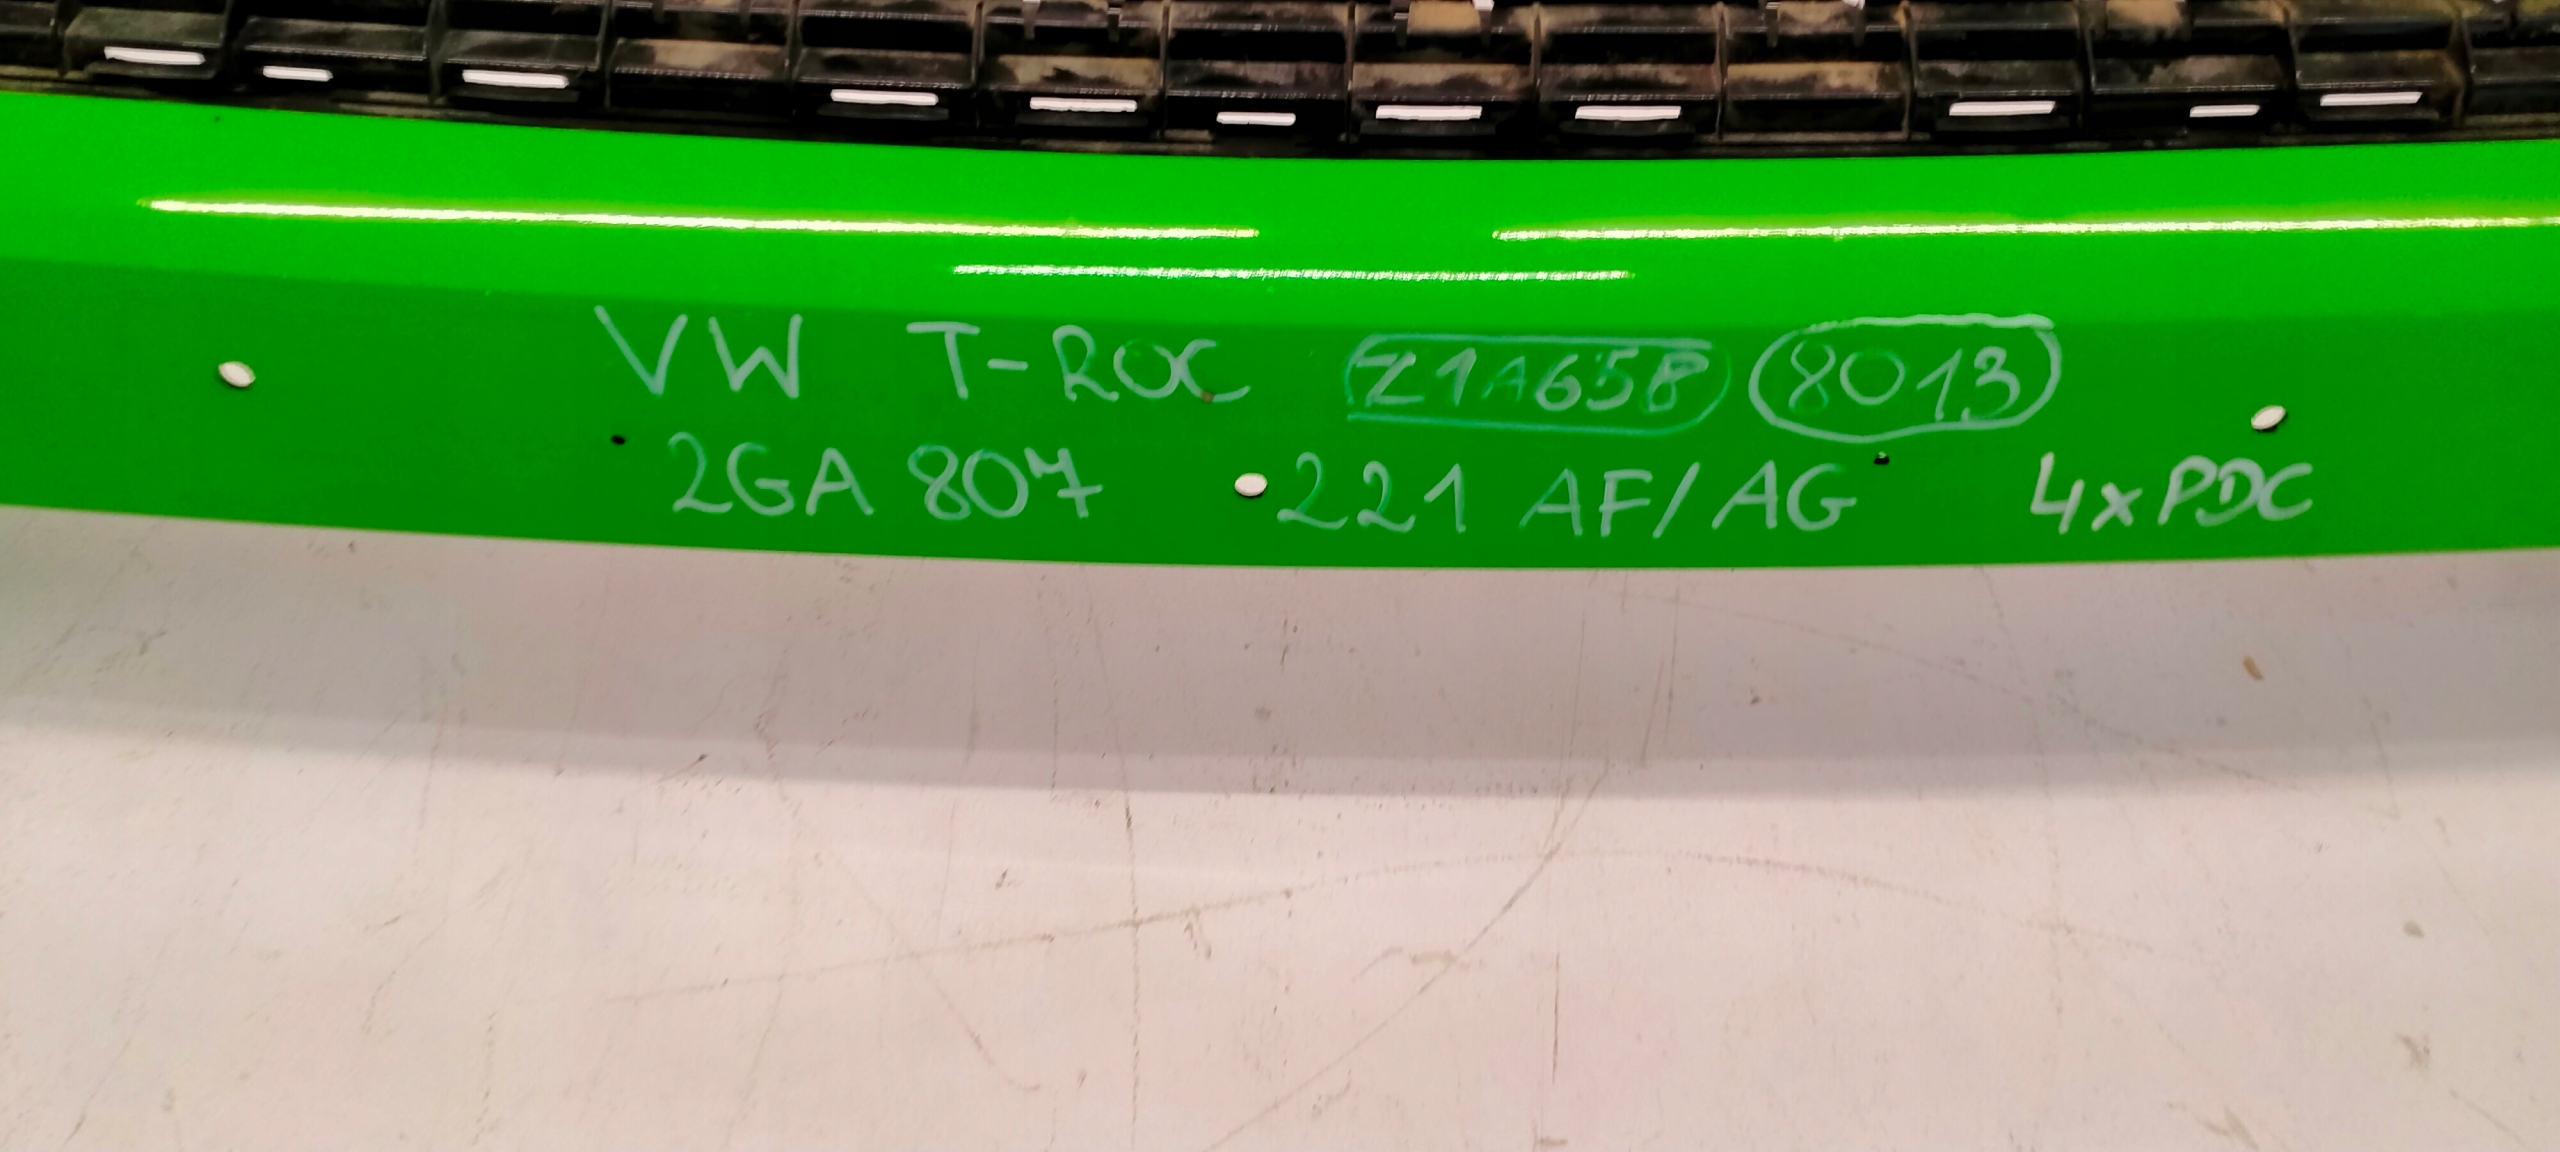 VW T-ROC Z1A65B 8013
2GA 807 221 AF/AG 4xPDC